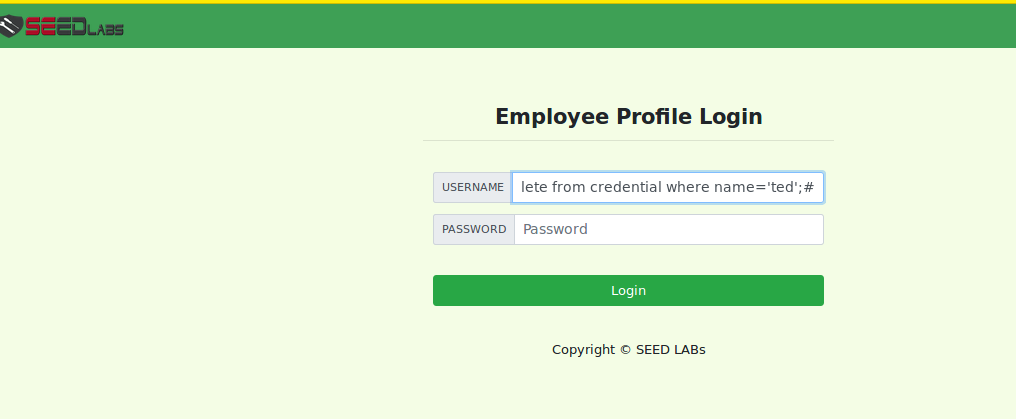 SEEDLABS
Employee Profile Login
USERNAME lete from credential where name='ted';#
PASSWORD Password
Login
Copyright © SEED LABs